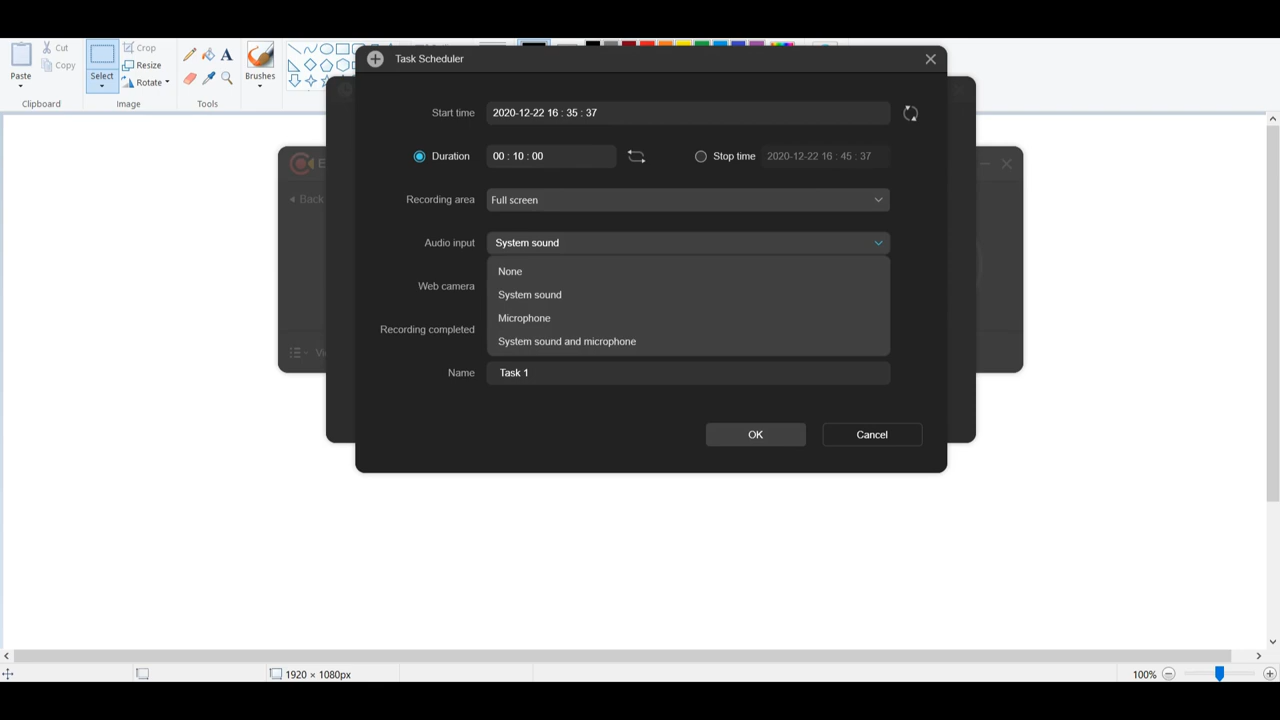 Task Scheduler
Paste
Cut
Copy
Clipboard
Select
Crop
Resize
Rotate
Image
Tools
Brushes
Start time 2020-12-22 16 : 35 : 37
Duration 00 : 10 : 00 Stop time 2020-12-22 16 : 45 : 37
Back
Recording area Full screen
Audio input System sound
None
Web camera
System sound
Microphone
Recording completed
System sound and microphone
Name Task 1
OK Cancel
1920 × 1080px 100%